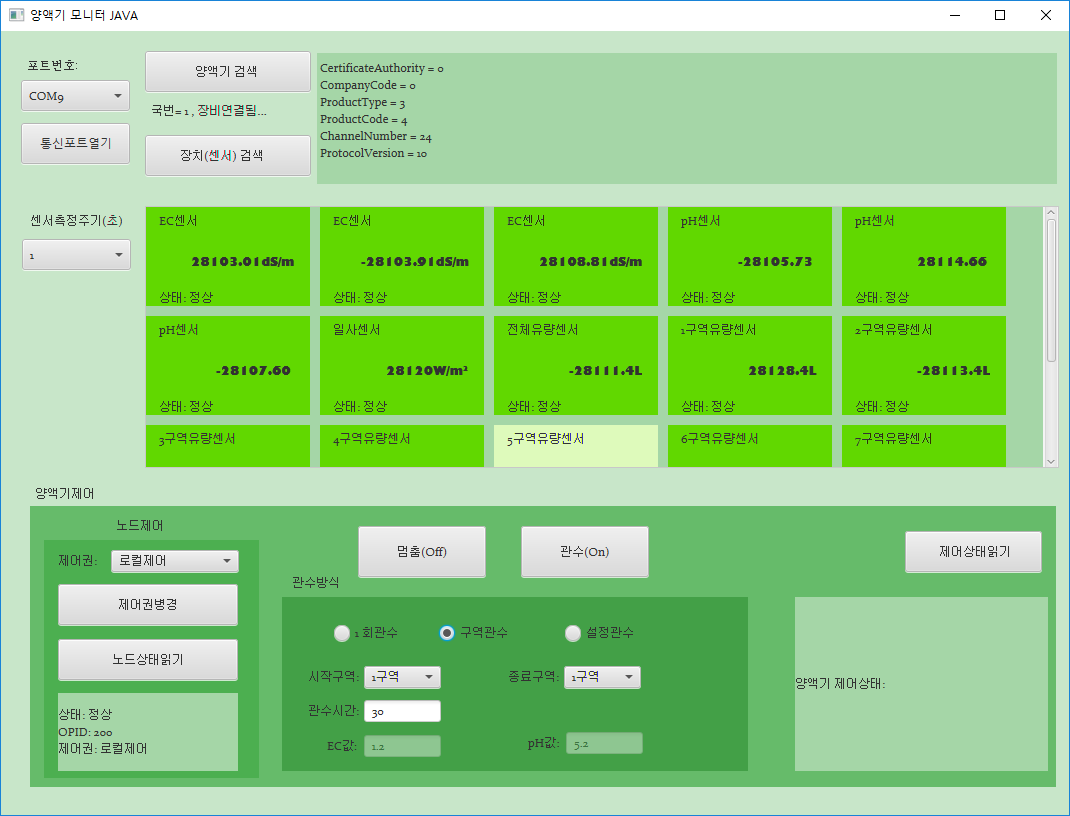 양액기 모니터 JAVA
포트번호:
COM9
통신포트열기
양액기 검색
국번= 1 , 장비연결됨...
장치(센서) 검색
CertificateAuthority = 0
CompanyCode = 0
ProductType = 3
ProductCode = 4
ChannelNumber = 24
ProtocolVersion = 10
센서측정주기(초)
1
EC센서
28103.01dS/m
상태: 정상
EC센서
-28103.91dS/m
상태: 정상
EC센서
28108.81dS/m
상태: 정상
pH센서
-28105.73
상태: 정상
pH센서
28114.66
상태: 정상
pH센서
-28107.60
상태: 정상
일사센서
28120W/m²
상태: 정상
전체유량센서
-28111.4L
상태: 정상
1구역유량센서
28128.4L
상태: 정상
2구역유량센서
-28113.4L
상태: 정상
3구역유량센서
4구역유량센서
5구역유량센서
6구역유량센서
7구역유량센서
양액기제어
노드제어
제어권:
로컬제어
제어권병경
노드상태읽기
상태: 정상
OPID: 200
제어권: 로컬제어
멈춤(Off)
관수(On)
관수방식
1 회관수
구역관수
설정관수
시작구역:
1구역
종료구역:
1구역
관수시간:
30
EC값:
1.2
pH값:
5.2
제어상태읽기
양액기 제어상태: